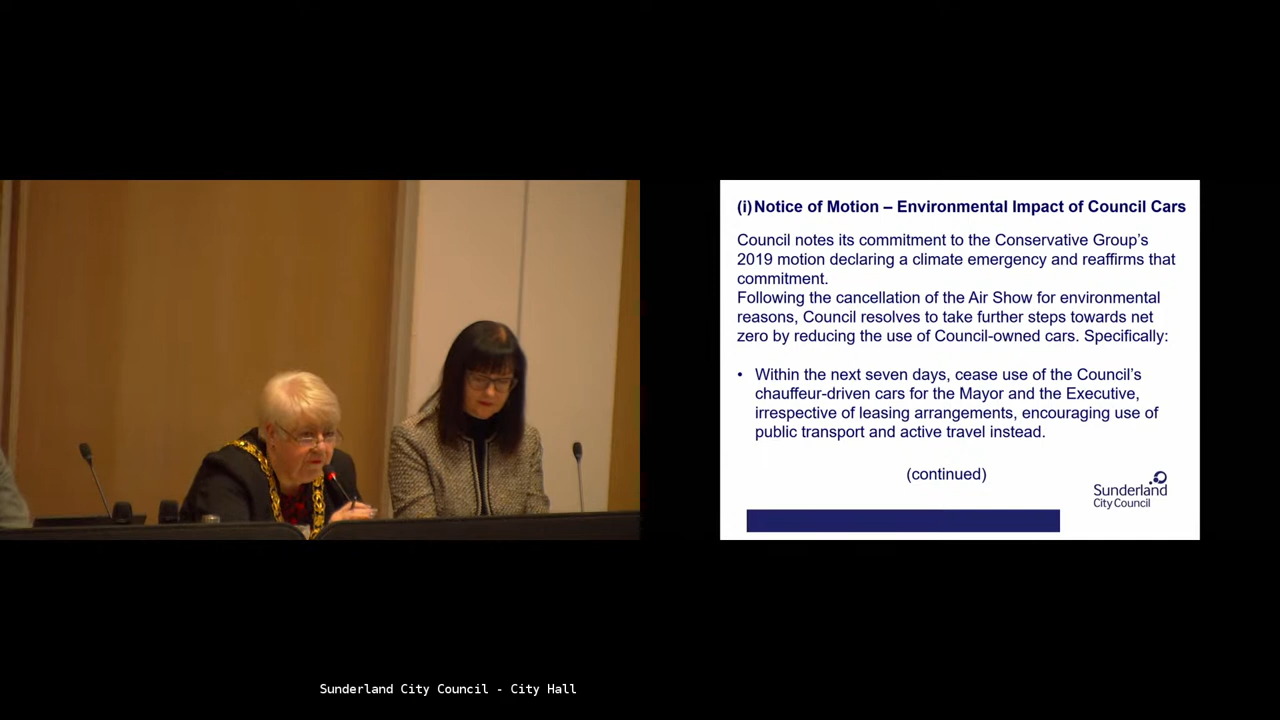 (i) Notice of Motion – Environmental Impact of Council Cars
Council notes its commitment to the Conservative Group's
2019 motion declaring a climate emergency and reaffirms that
commitment.
Following the cancellation of the Air Show for environmental
reasons, Council resolves to take further steps towards net
zero by reducing the use of Council-owned cars. Specifically:
• Within the next seven days, cease use of the Council's
chauffeur-driven cars for the Mayor and the Executive,
irrespective of leasing arrangements, encouraging use of
public transport and active travel instead.
(continued)
Sunderland
City Council
Sunderland City Council - City Hall